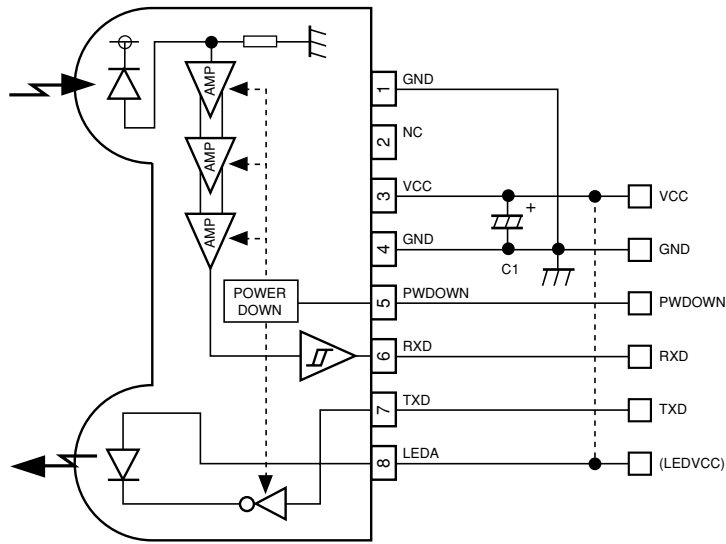 AMP
AMP
AMP
POWER
DOWN
1 GND
2 NC
3 VCC
4 GND
5 PWDOWN
6 RXD
7 TXD
8 LEDA
+
C1
VCC
GND
PWDOWN
RXD
TXD
(LEDVCC)